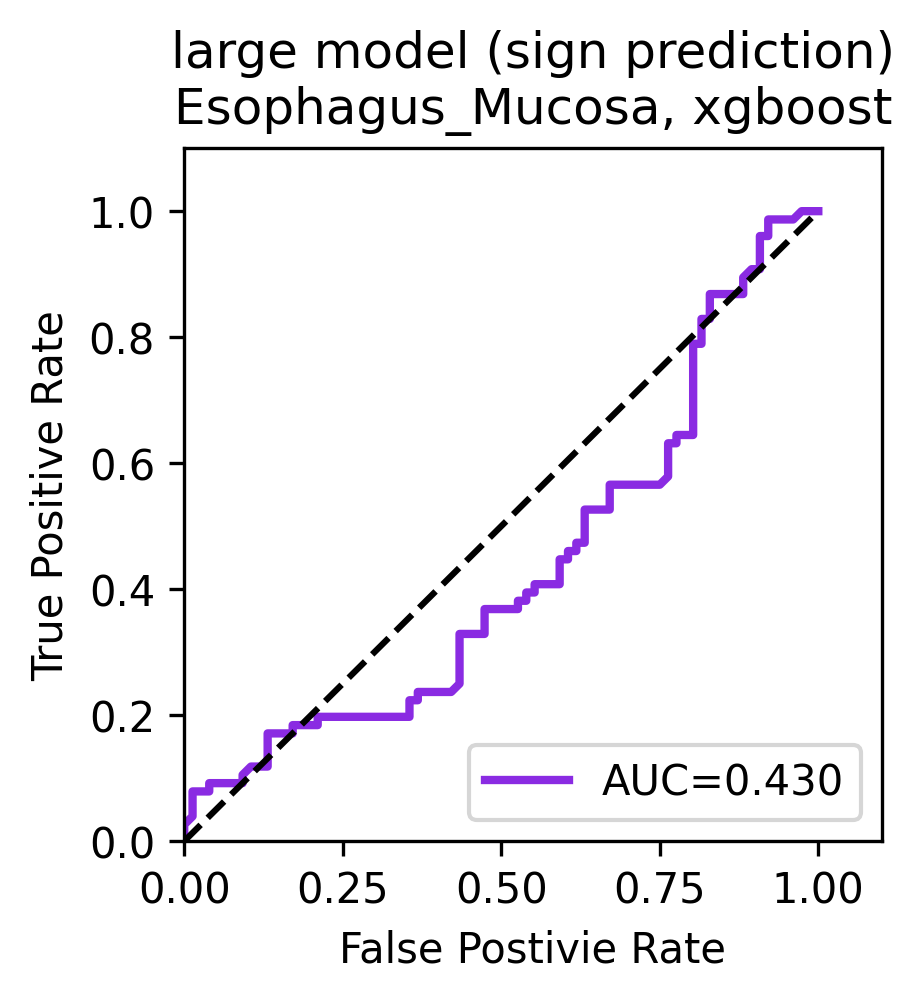 large model (sign prediction)
Esophagus_Mucosa, xgboost
1.0
0.8
0.6
0.4
0.2
0.0
True Positive Rate
AUC=0.430
0.00 0.25 0.50 0.75 1.00
False Postivie Rate